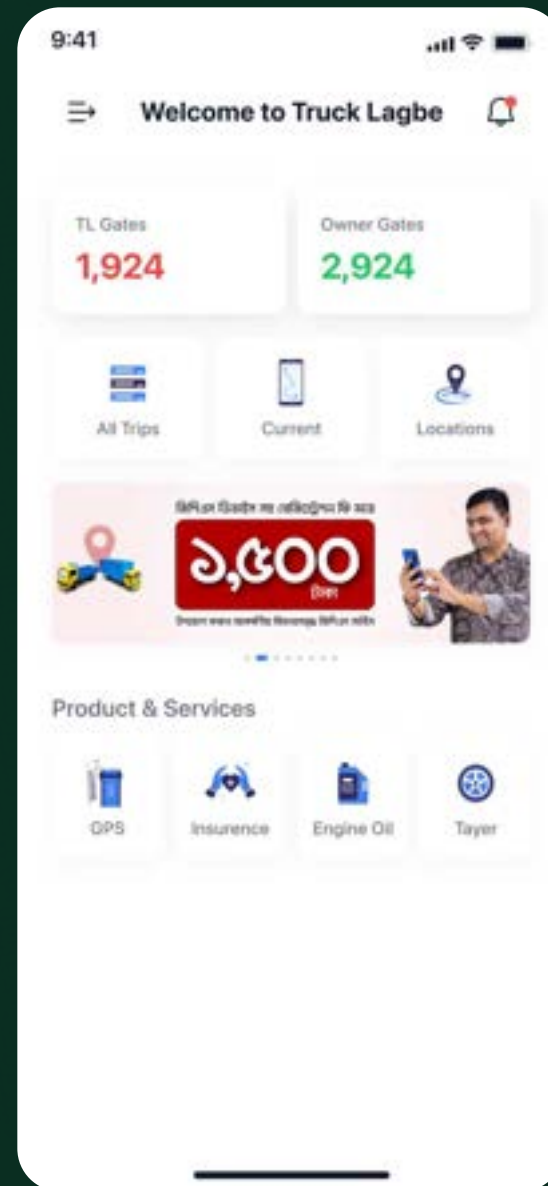 9:41
Welcome to Truck Lagbe
TL Gates
Owner Gates
1,924
2,924
All Trips
Current
Locations
১,৫০০
টাকা
Product & Services
GPS
Insurence
Engine Oil
Tayer